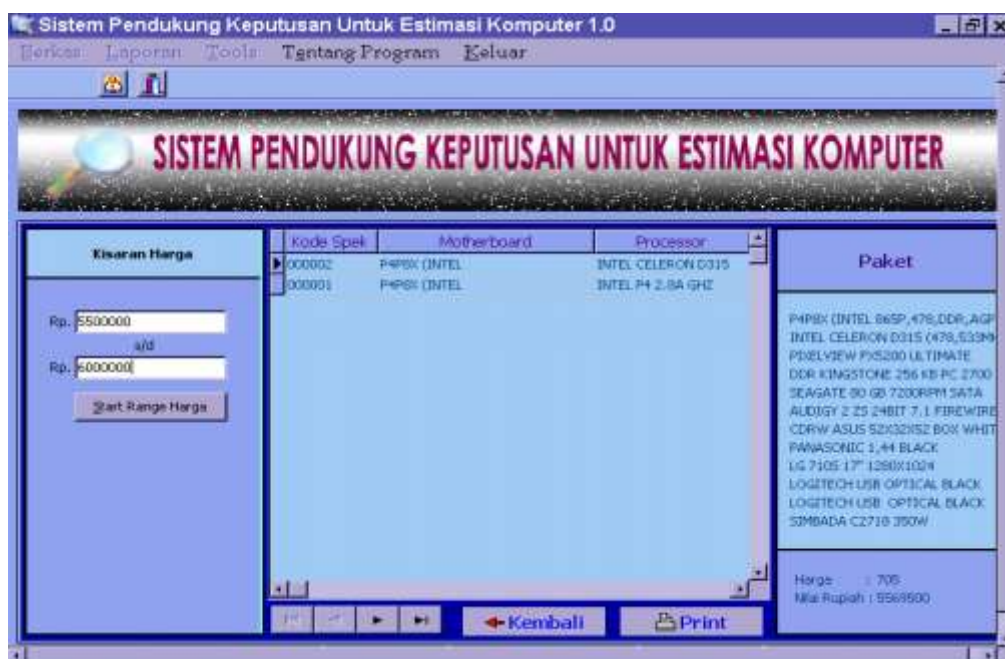 Sistem Pendukung Keputusan Untuk Estimasi Komputer 1.0
Berkas Laporan Tools Tentang Program Keluar
SISTEM PENDUKUNG KEPUTUSAN UNTUK ESTIMASI KOMPUTER
Kisaran Harga
Rp. 5500000
s/d
Rp. 6000000
Start Range Harga
Kode Spek Motherboard Processor
000002 P4P8X (INTEL INTEL CELERON D315
000001 P4P8X (INTEL INTEL P4 2.8A GHZ
Kembali Print
Paket
P4P8X (INTEL 865P,478,DDR,AGP
INTEL CELERON D315 (478,533MH
PIXELVIEW FX5200 ULTIMATE
DDR KINGSTONE 256 KB PC 2700
SEAGATE 80 GB 7200RPM SATA
AUDIGY 2 ZS 24BIT 7.1 FIREWIRE
CDRW ASUS 52X32X52 BOX WHIT
PANASONIC 1,44 BLACK
LG 710S 17" 1280X1024
LOGITECH USB OPTICAL BLACK
LOGITECH USB OPTICAL BLACK
SIMBADA C2718 350W
Harga : 705
Nilai Rupiah : 5569500